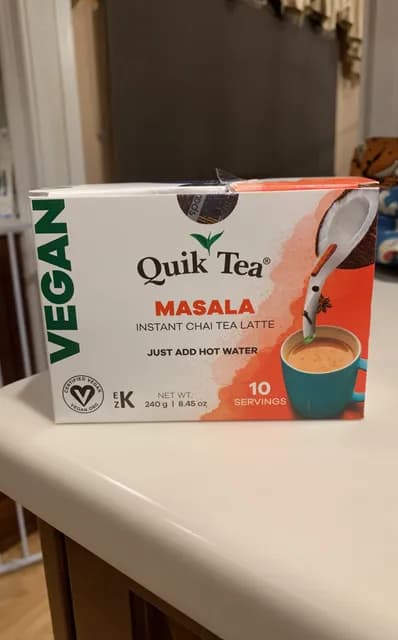 VEGAN
Quik Tea®
MASALA
INSTANT CHAI TEA LATTE
JUST ADD HOT WATER
CERTIFIED VEGAN
VEGAN.ORG
EZK
NET WT.
240 g | 8.45 oz
10
SERVINGS